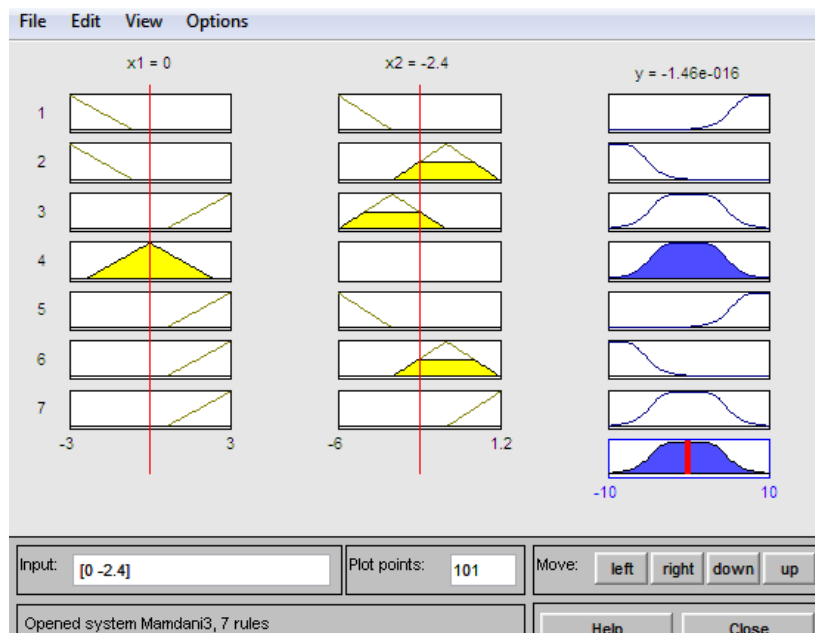 File Edit View Options
x1 = 0 x2 = -2.4 y = -1.46e-016
1
2
3
4
5
6
7
-3 3 -6 1.2
-10 10
Input: [0 -2.4] Plot points: 101 Move: left right down up
Opened system Mamdani3, 7 rules Help Close